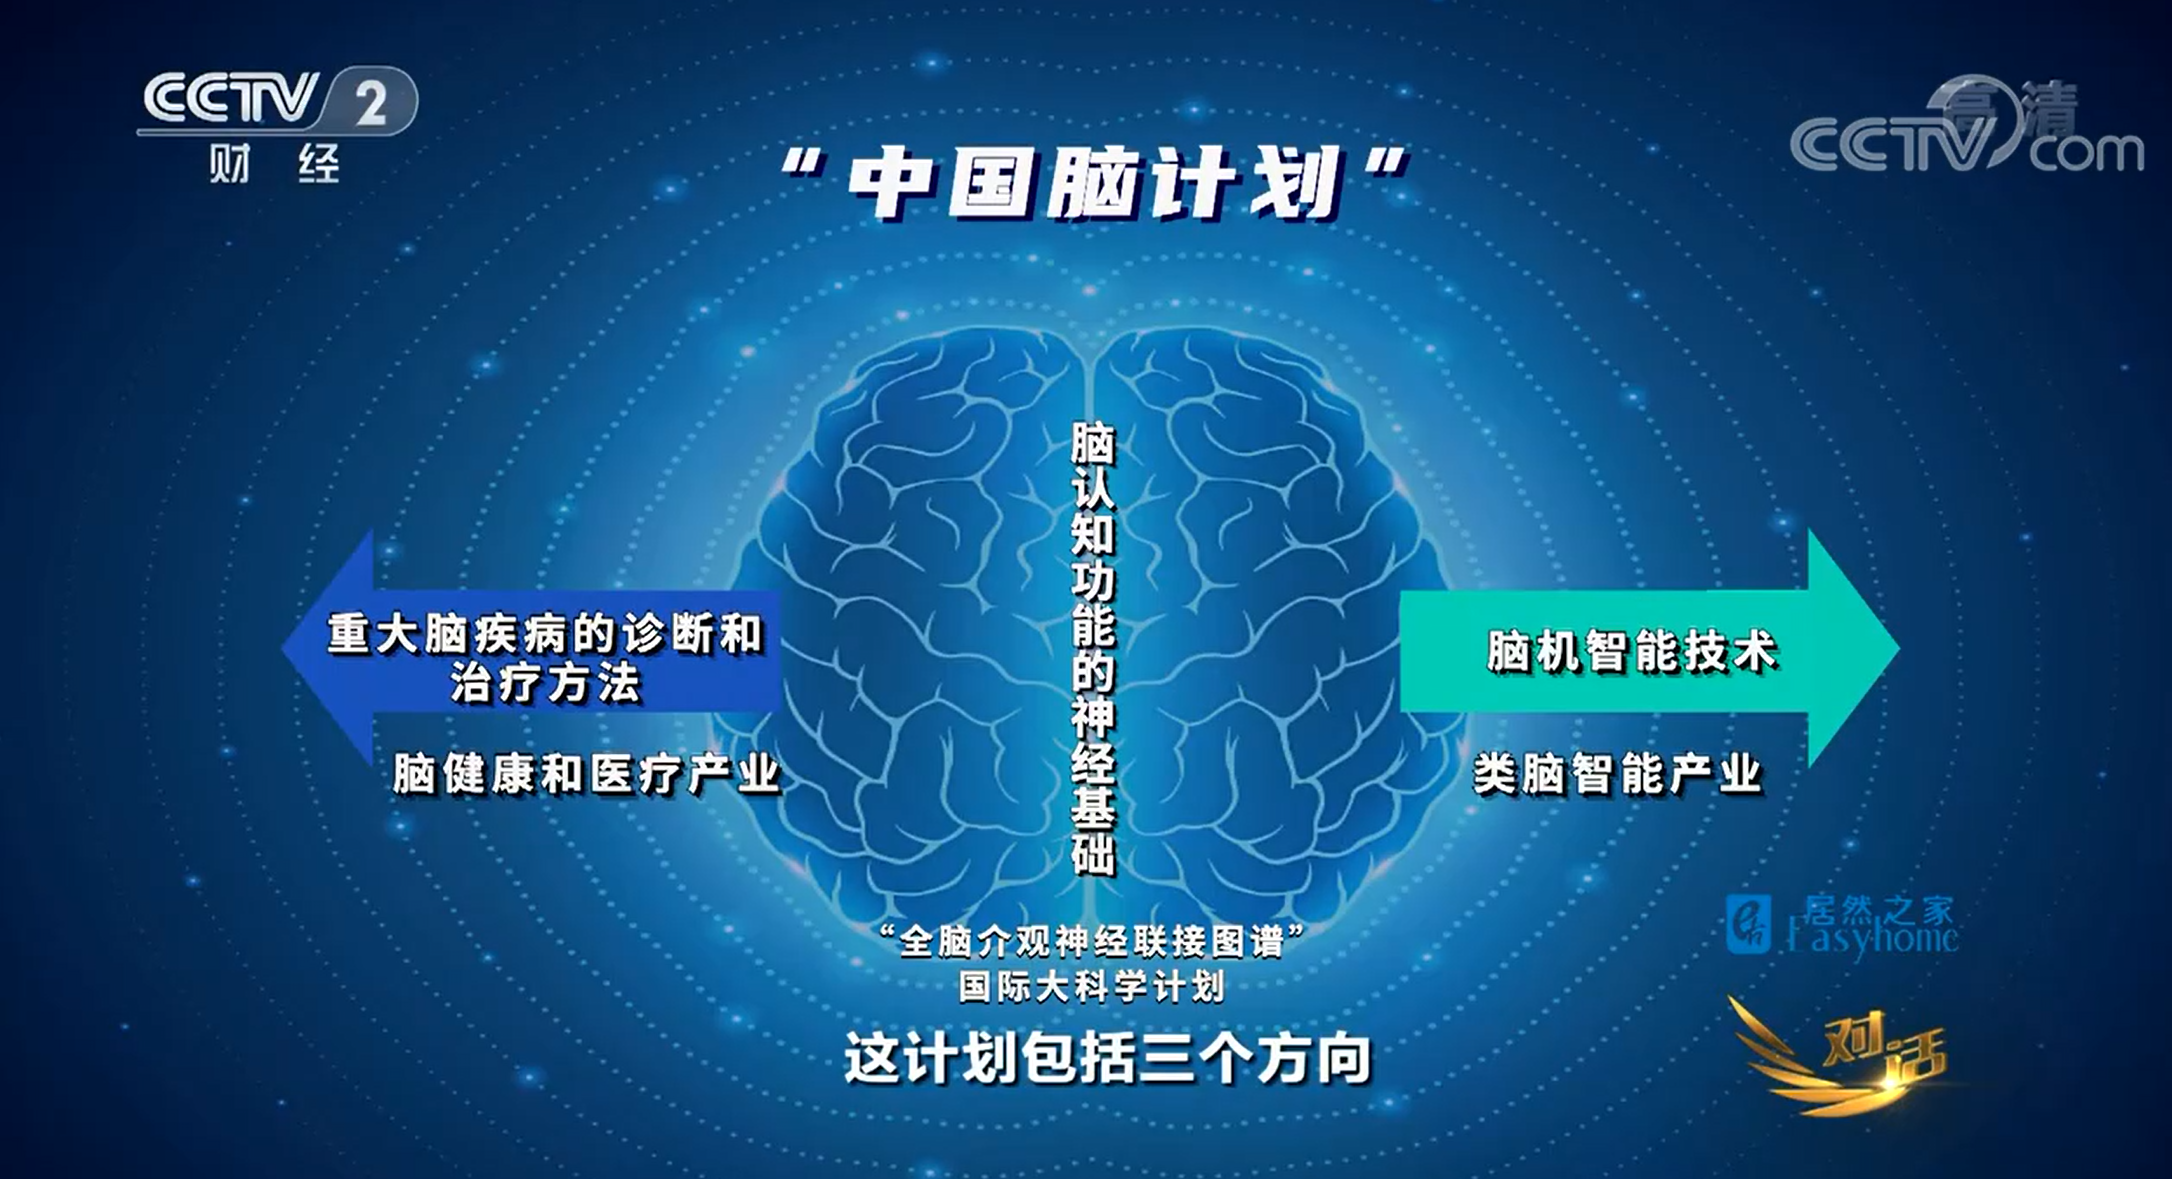 CCTV 2
财经
高清
CCTV.com
“中国脑计划”
脑认知功能的神经基础
重大脑疾病的诊断和
治疗方法
脑健康和医疗产业
脑机智能技术
类脑智能产业
“全脑介观神经联接图谱”
国际大科学计划
这计划包括三个方向
居然之家
Easyhome
对话